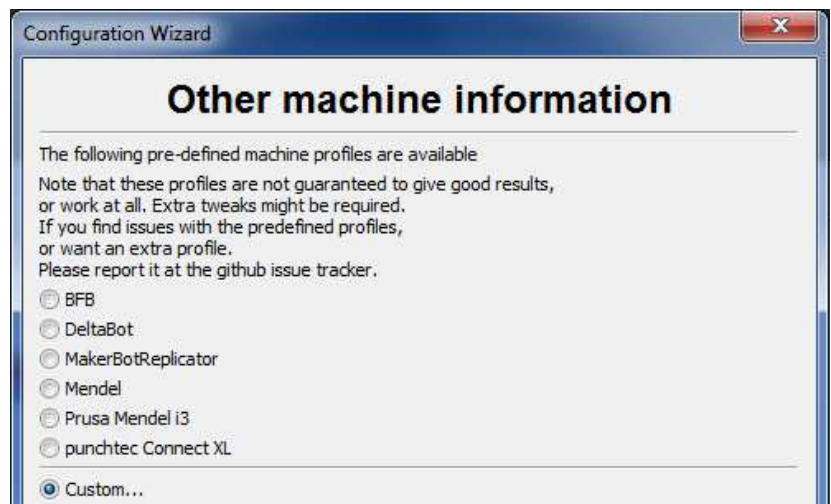 Configuration Wizard
Other machine information
The following pre-defined machine profiles are available
Note that these profiles are not guaranteed to give good results,
or work at all. Extra tweaks might be required.
If you find issues with the predefined profiles,
or want an extra profile.
Please report it at the github issue tracker.
BFB
DeltaBot
MakerBotReplicator
Mendel
Prusa Mendel i3
punchtec Connect XL
Custom...